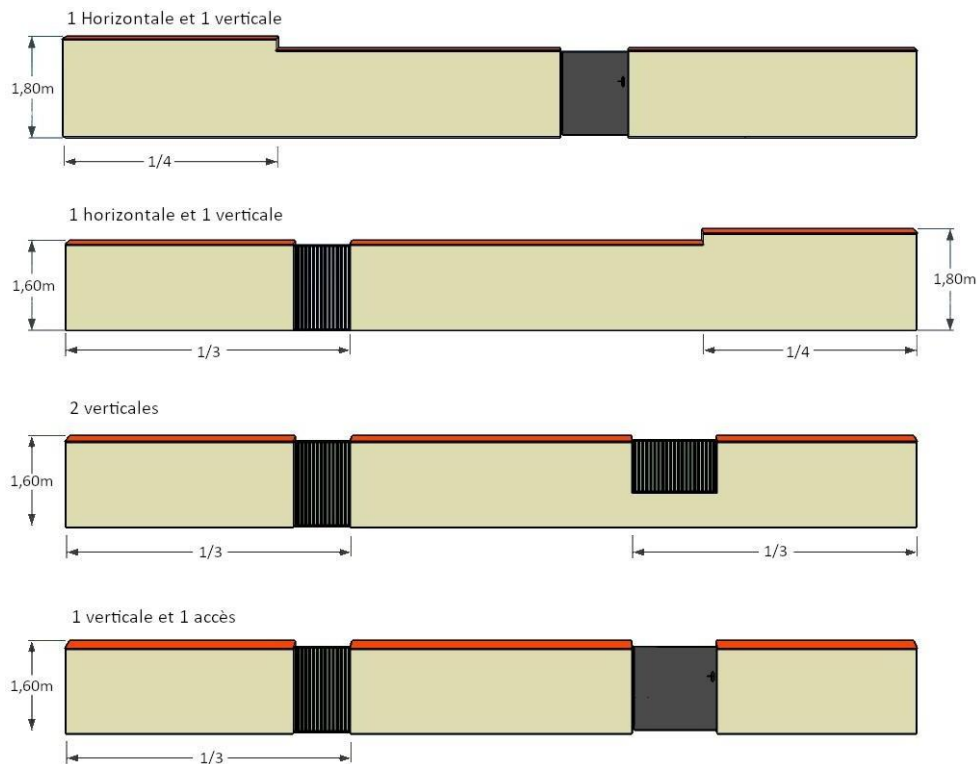 1 Horizontale et 1 verticale
1,80m
1/4
1 horizontale et 1 verticale
1,60m
1,80m
1/3
1/4
2 verticales
1,60m
1/3
1/3
1 verticale et 1 accès
1,60m
1/3